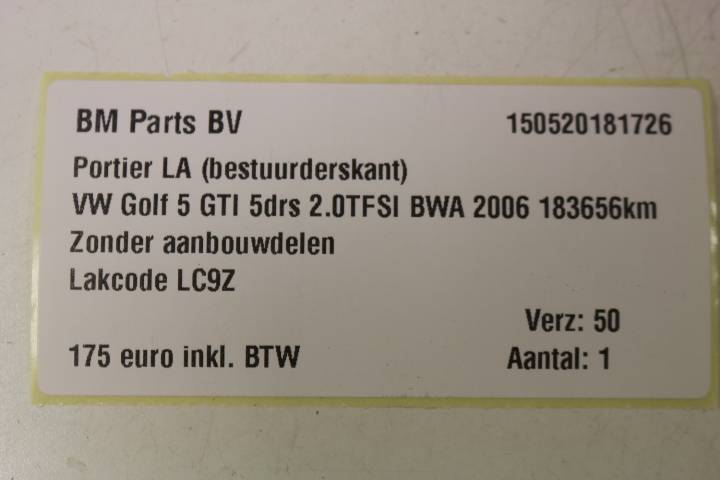 BM Parts BV 150520181726
Portier LA (bestuurderskant)
VW Golf 5 GTI 5drs 2.0TFSI BWA 2006 183656km
Zonder aanbouwdelen
Lakcode LC9Z
Verz: 50
175 euro inkl. BTW Aantal: 1